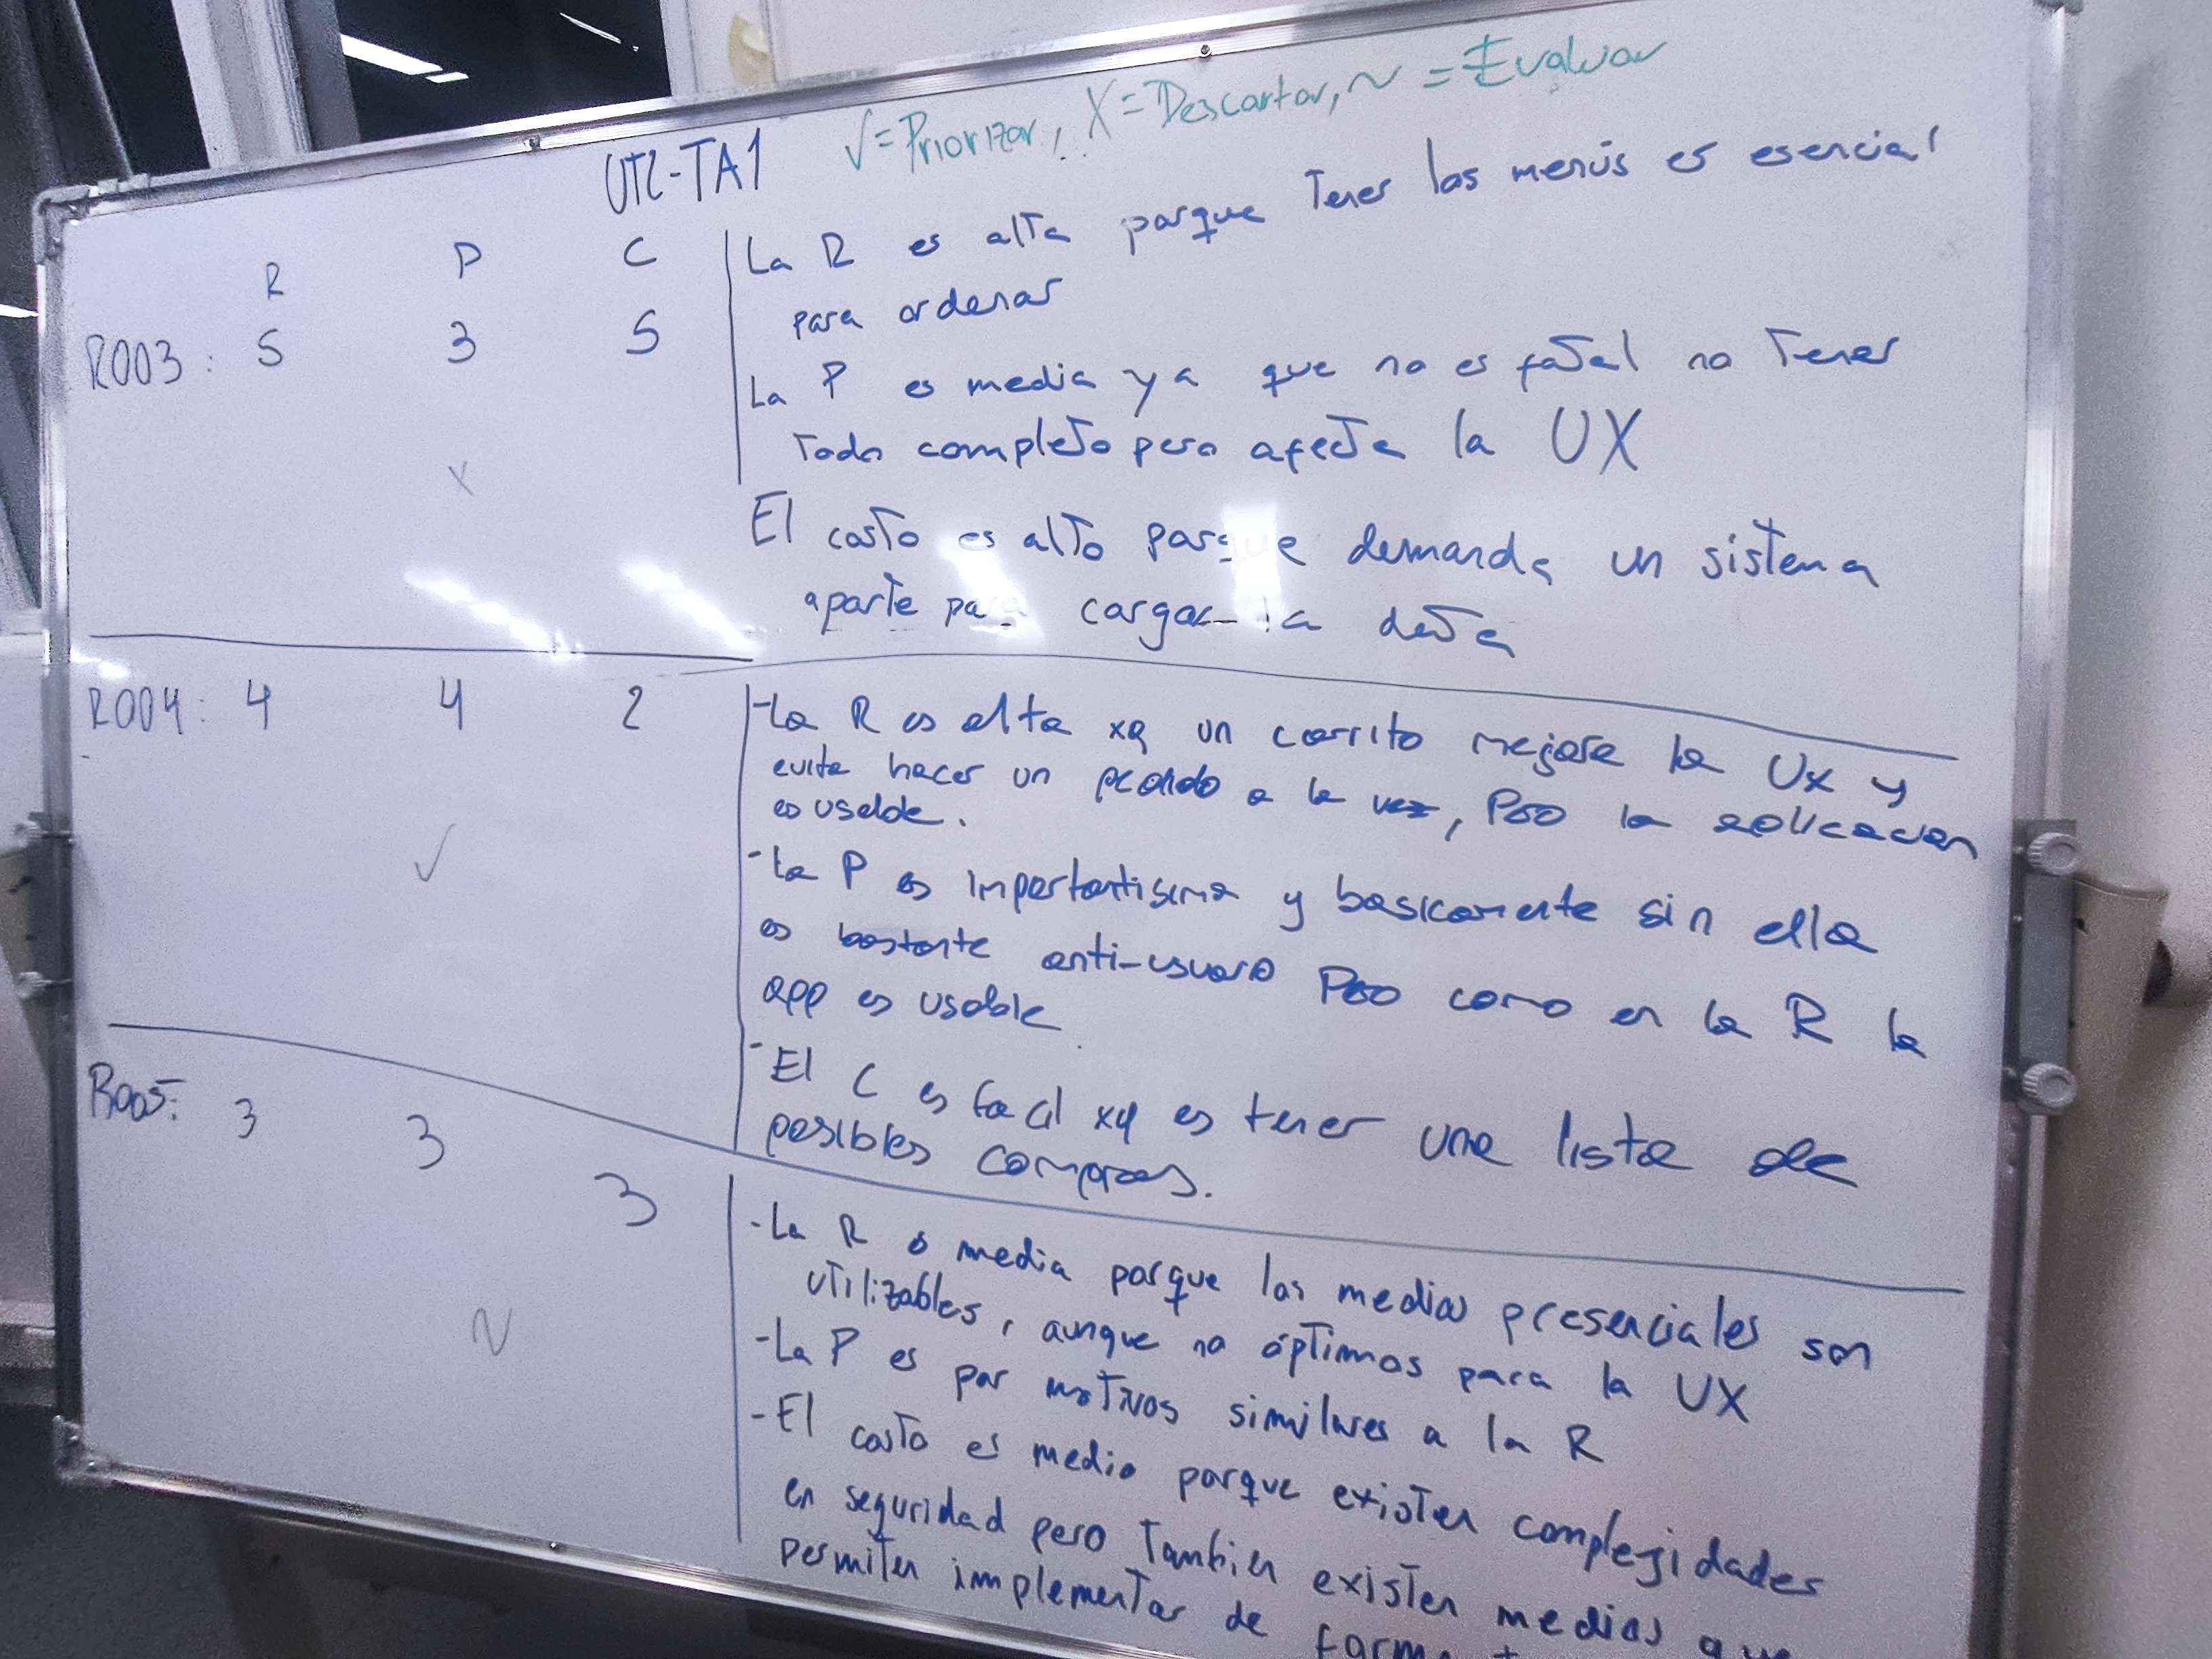 UT2-TA1 √=Priorizar, X=Descartar, ~ = Evaluar
R P C
R003: 5 3 5
X
La R es alta porque Tener los menús es esencial
para ordenar
La P es media ya que no es fatal no Tener
Todo completo pero afecta la UX
El costo es alto porque demanda un sistema
aparte para cargar la data
R004: 4 4 2
✓
-La R es alta xq un carrito mejora la UX y
evita hacer un pedido a la vez, Pero la aplicacion
es usable.
-La P es importantisima y basicamente sin ella
es bastante anti-usuario Pero como en la R la
app es usable
-El C es facil xq es tener una lista de
posibles compras.
R005: 3 3 3
~
-La R es media porque los medios presenciales son
utilizables, aunque no óptimos para la UX
-La P es por motivos similares a la R
-El costo es medio porque existen complejidades
en seguridad pero Tambien existen medios que
permiten implementar de